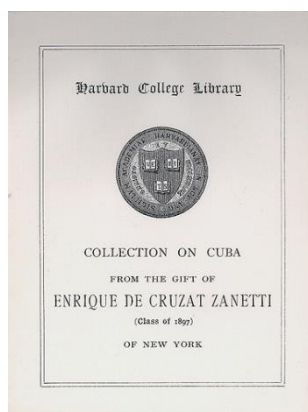 Harvard College Library
COLLECTION ON CUBA
FROM THE GIFT OF
ENRIQUE DE CRUZAT ZANETTI
(Class of 1897)
OF NEW YORK